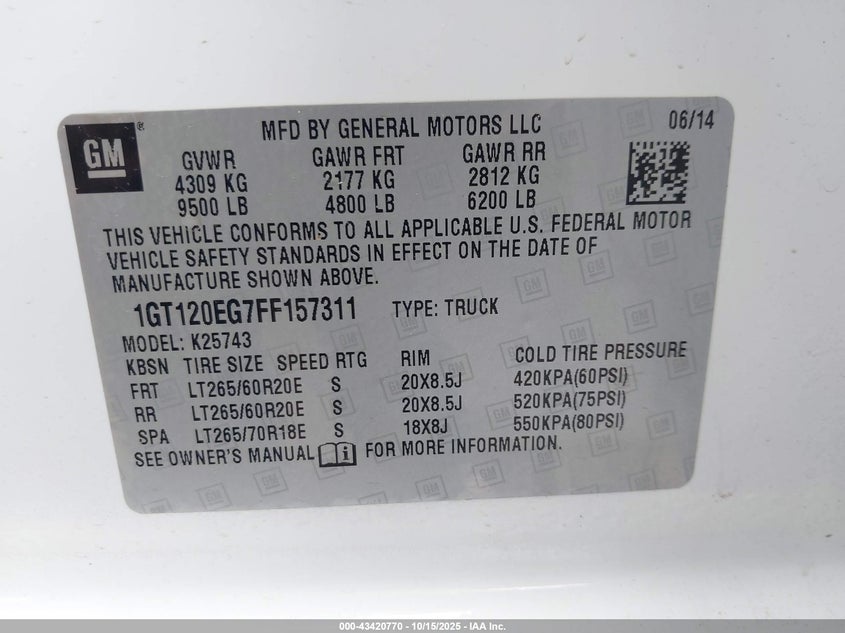 GM ® MFD BY GENERAL MOTORS LLC 06/14
GVWR GAWR FRT GAWR RR
4309 KG 2177 KG 2812 KG
9500 LB 4800 LB 6200 LB
THIS VEHICLE CONFORMS TO ALL APPLICABLE U.S. FEDERAL MOTOR
VEHICLE SAFETY STANDARDS IN EFFECT ON THE DATE OF
MANUFACTURE SHOWN ABOVE.
1GT120EG7FF157311 TYPE: TRUCK
MODEL: K25743
KBSN TIRE SIZE SPEED RTG RIM COLD TIRE PRESSURE
FRT LT265/60R20E S 20X8.5J 420KPA(60PSI)
RR LT265/60R20E S 20X8.5J 520KPA(75PSI)
SPA LT265/70R18E S 18X8J 550KPA(80PSI)
SEE OWNER'S MANUAL FOR MORE INFORMATION.
000-43420770 - 10/15/2025 - IAA Inc.